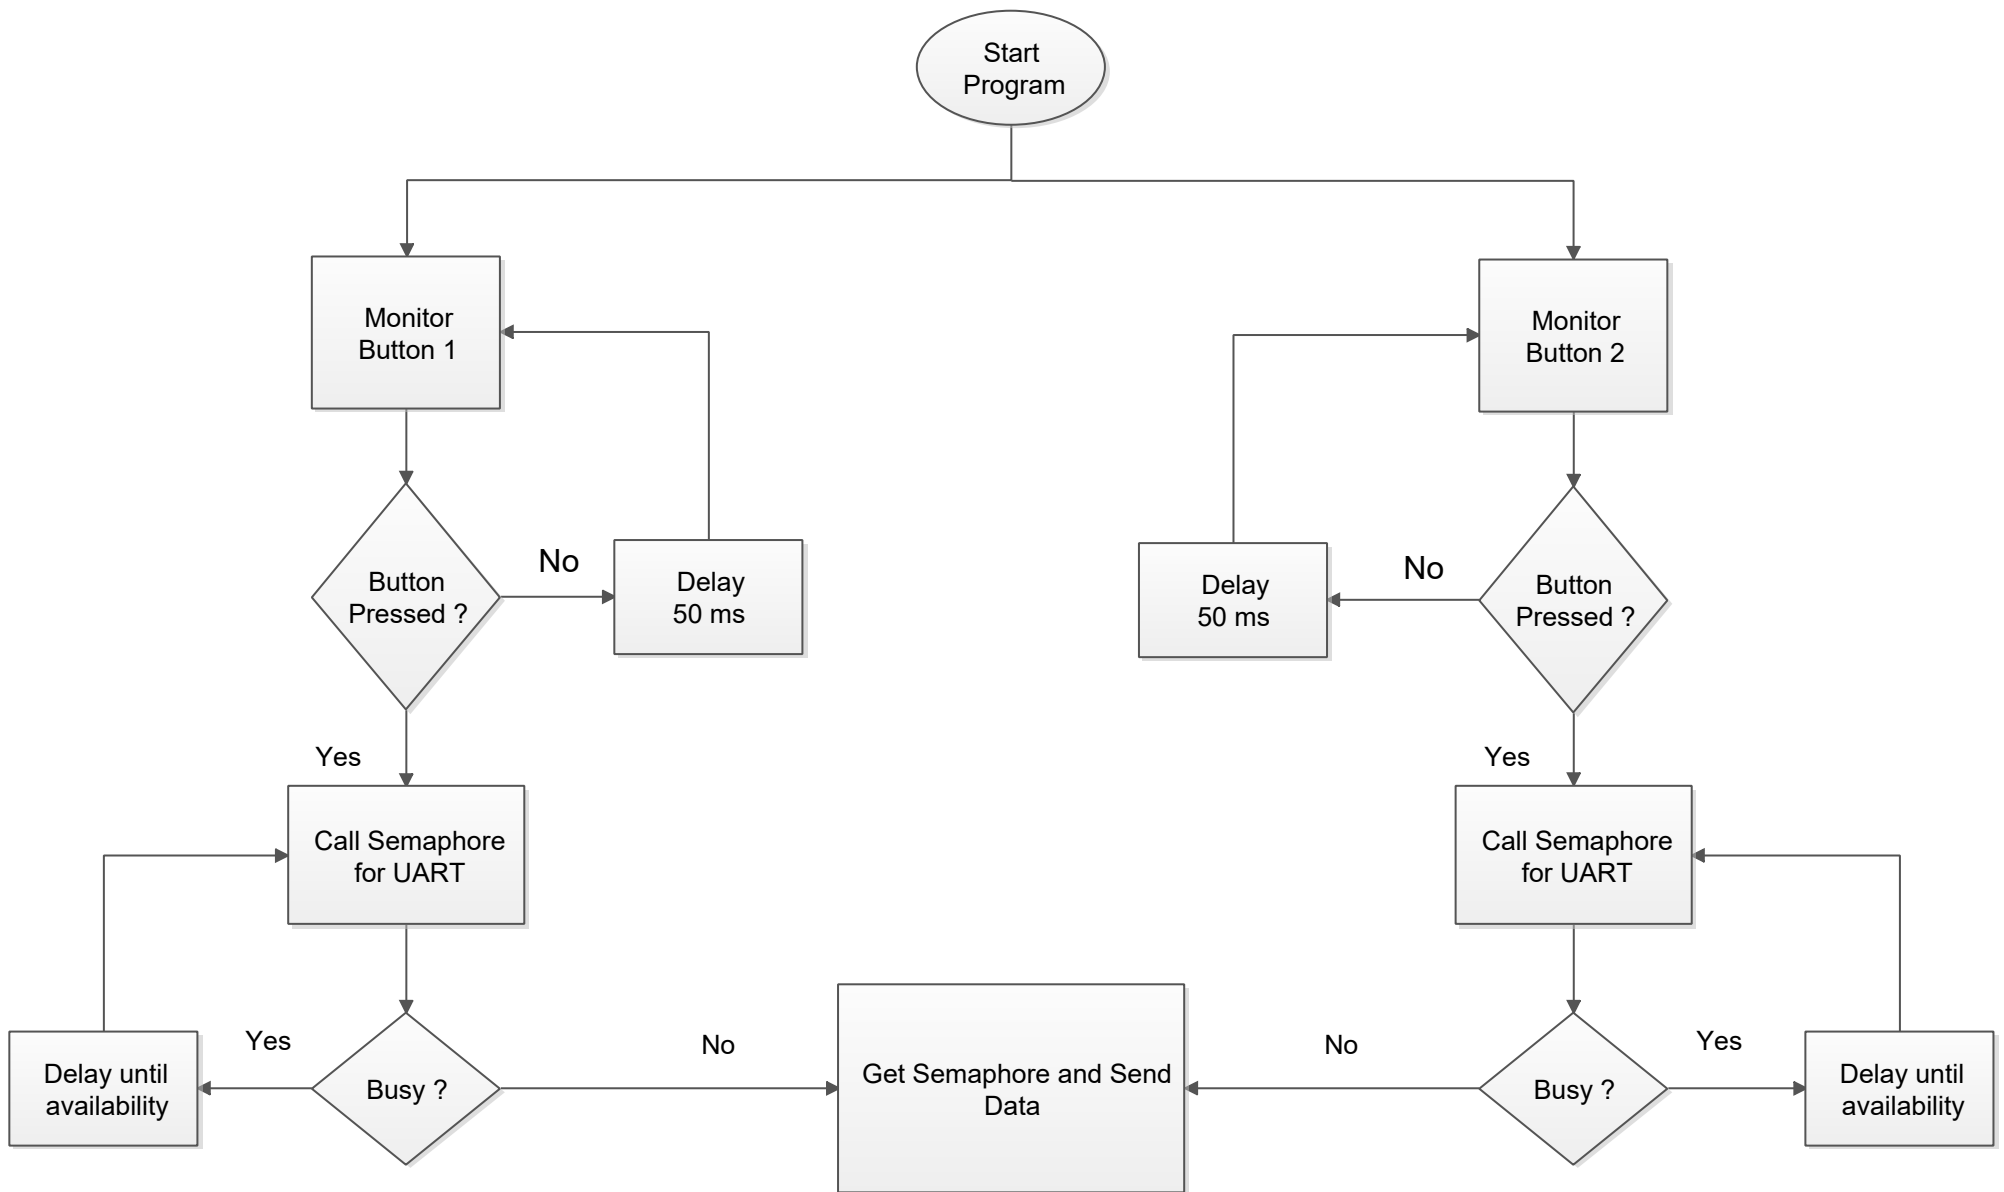 Start
Program
Monitor
Button 1
Monitor
Button 2
Button
Pressed ?
No
Delay
50 ms
Delay
50 ms
No
Button
Pressed ?
Yes
Yes
Call Semaphore
for UART
Call Semaphore
for UART
Delay until
availability
Yes
Busy ?
No
Get Semaphore and Send
Data
No
Busy ?
Yes
Delay until
availability